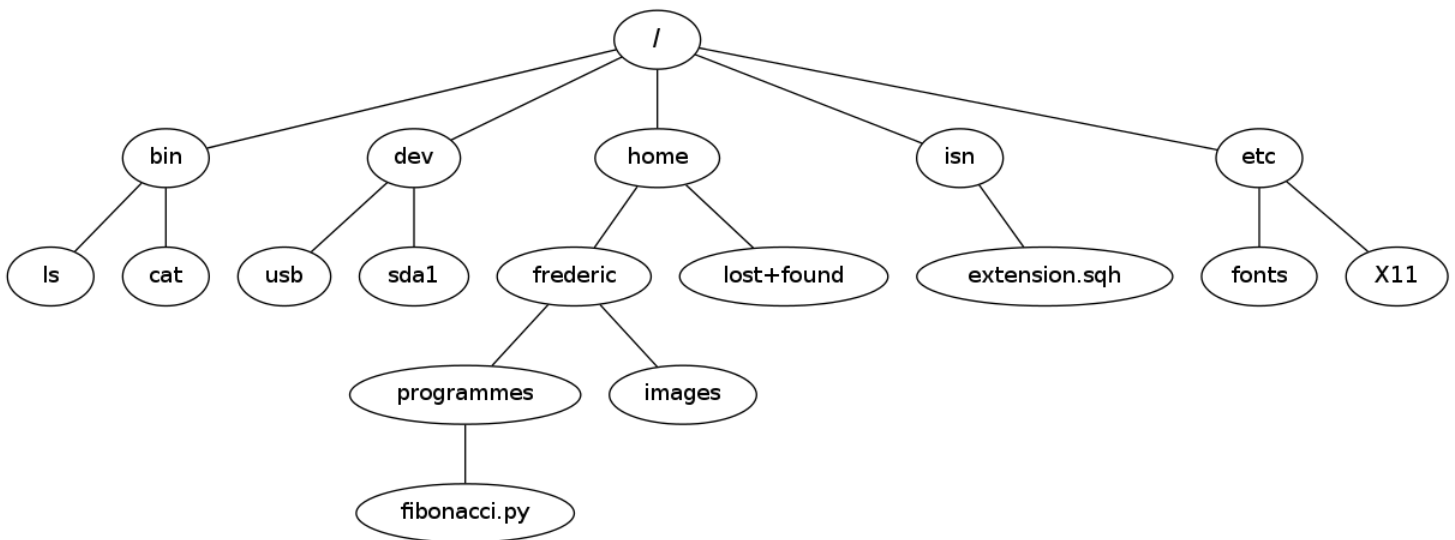 /
bin
dev
home
isn
etc
ls
cat
usb
sda1
frederic
lost+found
extension.sqh
fonts
X11
programmes
images
fibonacci.py